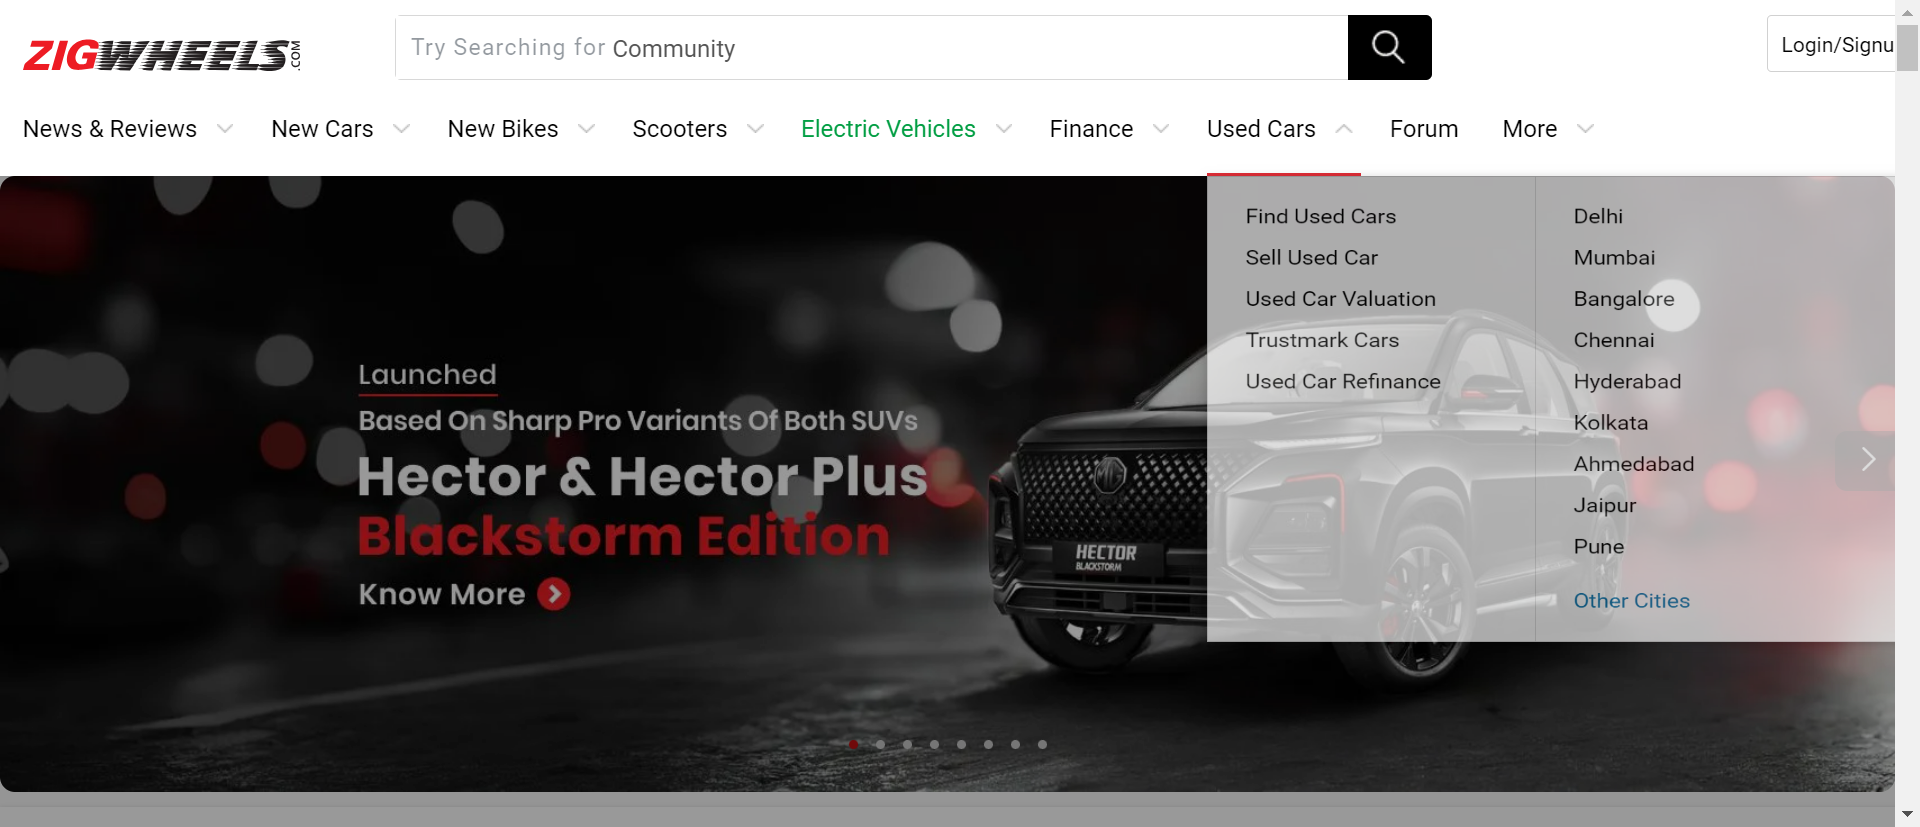 ZIGWHEELS.COM
Try Searching for Community
Login/Signu
News & Reviews
New Cars
New Bikes
Scooters
Electric Vehicles
Finance
Used Cars
Forum
More
Find Used Cars
Sell Used Car
Used Car Valuation
Trustmark Cars
Used Car Refinance
Delhi
Mumbai
Bangalore
Chennai
Hyderabad
Kolkata
Ahmedabad
Jaipur
Pune
Other Cities
Launched
Based On Sharp Pro Variants Of Both SUVs
Hector & Hector Plus
Blackstorm Edition
Know More
MG
HECTOR
BLACKSTORM